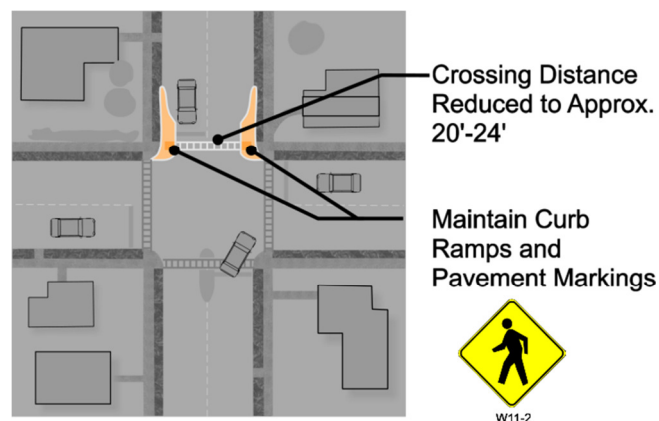 Crossing Distance
Reduced to Approx.
20'-24'
Maintain Curb
Ramps and
Pavement Markings
W11-2